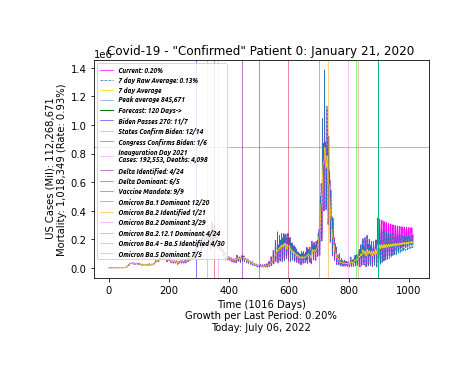 Covid-19 - "Confirmed" Patient 0: January 21, 2020
1e6
1.4
1.2
1.0
0.8
0.6
0.4
0.2
0.0
US Cases (Mil): 112,268,671
Mortality: 1,018,349 (Rate: 0.93%)
Current: 0.20%
7 day Raw Average: 0.13%
7 day Average
Peak average 845,671
Forecast: 120 Days->
Biden Passes 270: 11/7
States Confirm Biden: 12/14
Congress Confirms Biden: 1/6
Inauguration Day 2021
Cases: 192,553, Deaths: 4,098
Delta Identified: 4/24
Delta Dominant: 6/5
Vaccine Mandate: 9/9
Omicron Ba.1 Dominant 12/20
Omicron Ba.2 Identified 1/21
Omicron Ba.2 Dominant 3/29
Omicron Ba.2.12.1 Dominant 4/24
Omicron Ba.4 - Ba.5 Identified 4/30
Omicron Ba.5 Dominant 7/5
0 200 400 600 800 1000
Time (1016 Days)
Growth per Last Period: 0.20%
Today: July 06, 2022